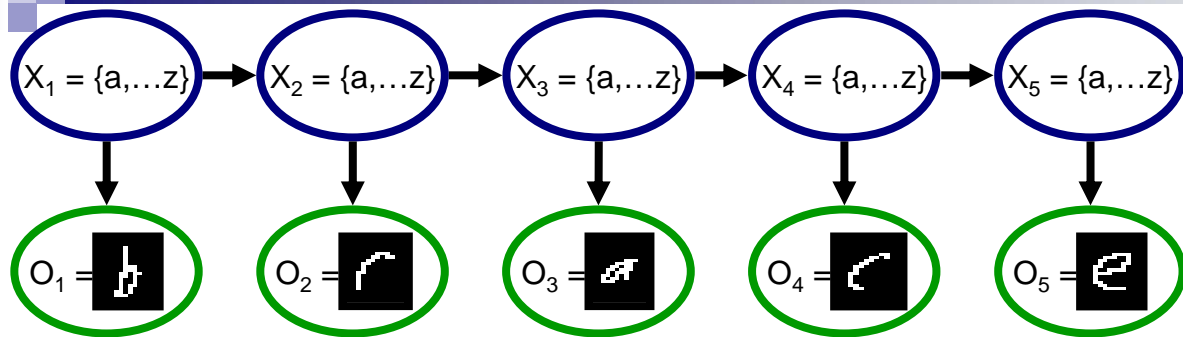 X₁ = {a,…z} X₂ = {a,…z} X₃ = {a,…z} X₄ = {a,…z} X₅ = {a,…z}
O₁ = b O₂ = r O₃ = a O₄ = c O₅ = e